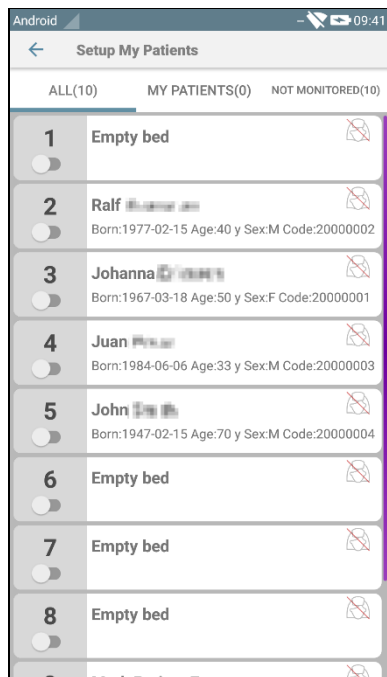 Android
09:41
Setup My Patients
ALL(10) MY PATIENTS(0) NOT MONITORED(10)
1 Empty bed
2 Ralf
Born:1977-02-15 Age:40 y Sex:M Code:20000002
3 Johanna
Born:1967-03-18 Age:50 y Sex:F Code:20000001
4 Juan
Born:1984-06-06 Age:33 y Sex:M Code:20000003
5 John
Born:1947-02-15 Age:70 y Sex:M Code:20000004
6 Empty bed
7 Empty bed
8 Empty bed